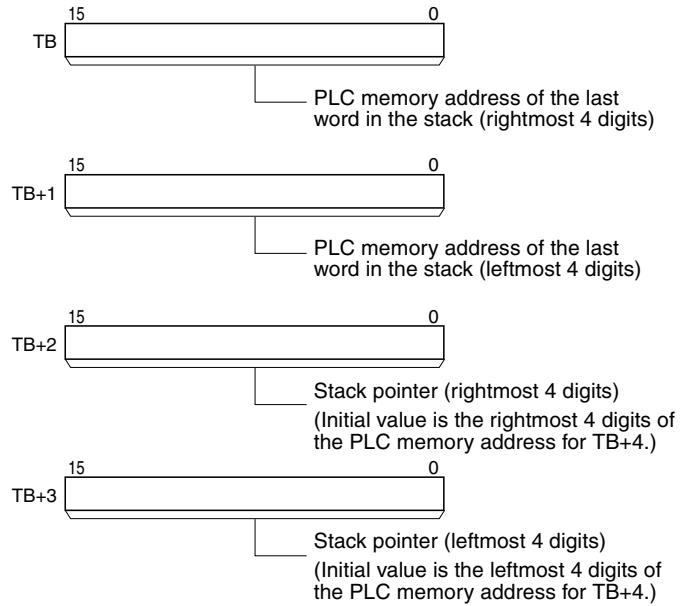 15 0
TB
PLC memory address of the last
word in the stack (rightmost 4 digits)
15 0
TB+1
PLC memory address of the last
word in the stack (leftmost 4 digits)
15 0
TB+2
Stack pointer (rightmost 4 digits)
(Initial value is the rightmost 4 digits of
the PLC memory address for TB+4.)
15 0
TB+3
Stack pointer (leftmost 4 digits)
(Initial value is the leftmost 4 digits of
the PLC memory address for TB+4.)